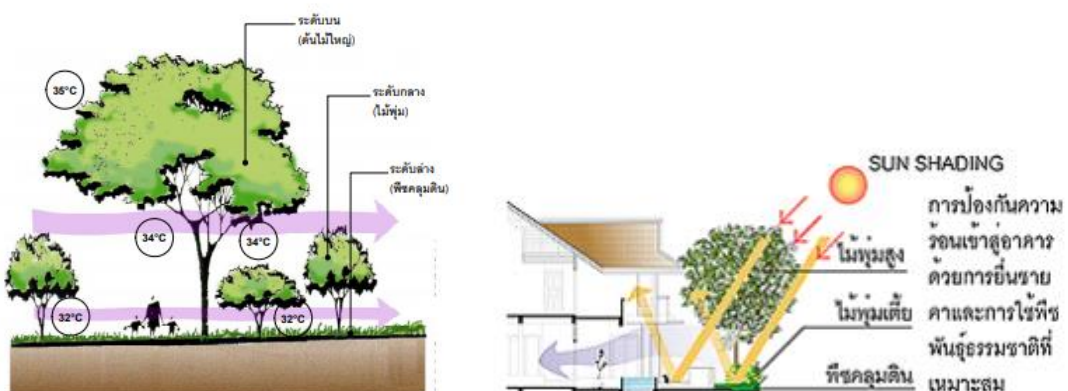 ระดับบน
(ต้นไม้ใหญ่)
35°C
ระดับกลาง
(ไม้พุ่ม)
ระดับล่าง
(พืชคลุมดิน)
34°C
34°C
32°C
32°C
SUN SHADING
การป้องกันความ
ร้อนเข้าสู่อาคาร
ด้วยการยื่นชาย
คาและการใช้พืช
พันธุ์ธรรมชาติที่
เหมาะสม
ไม้พุ่มสูง
ไม้พุ่มเตี้ย
พืชคลุมดิน